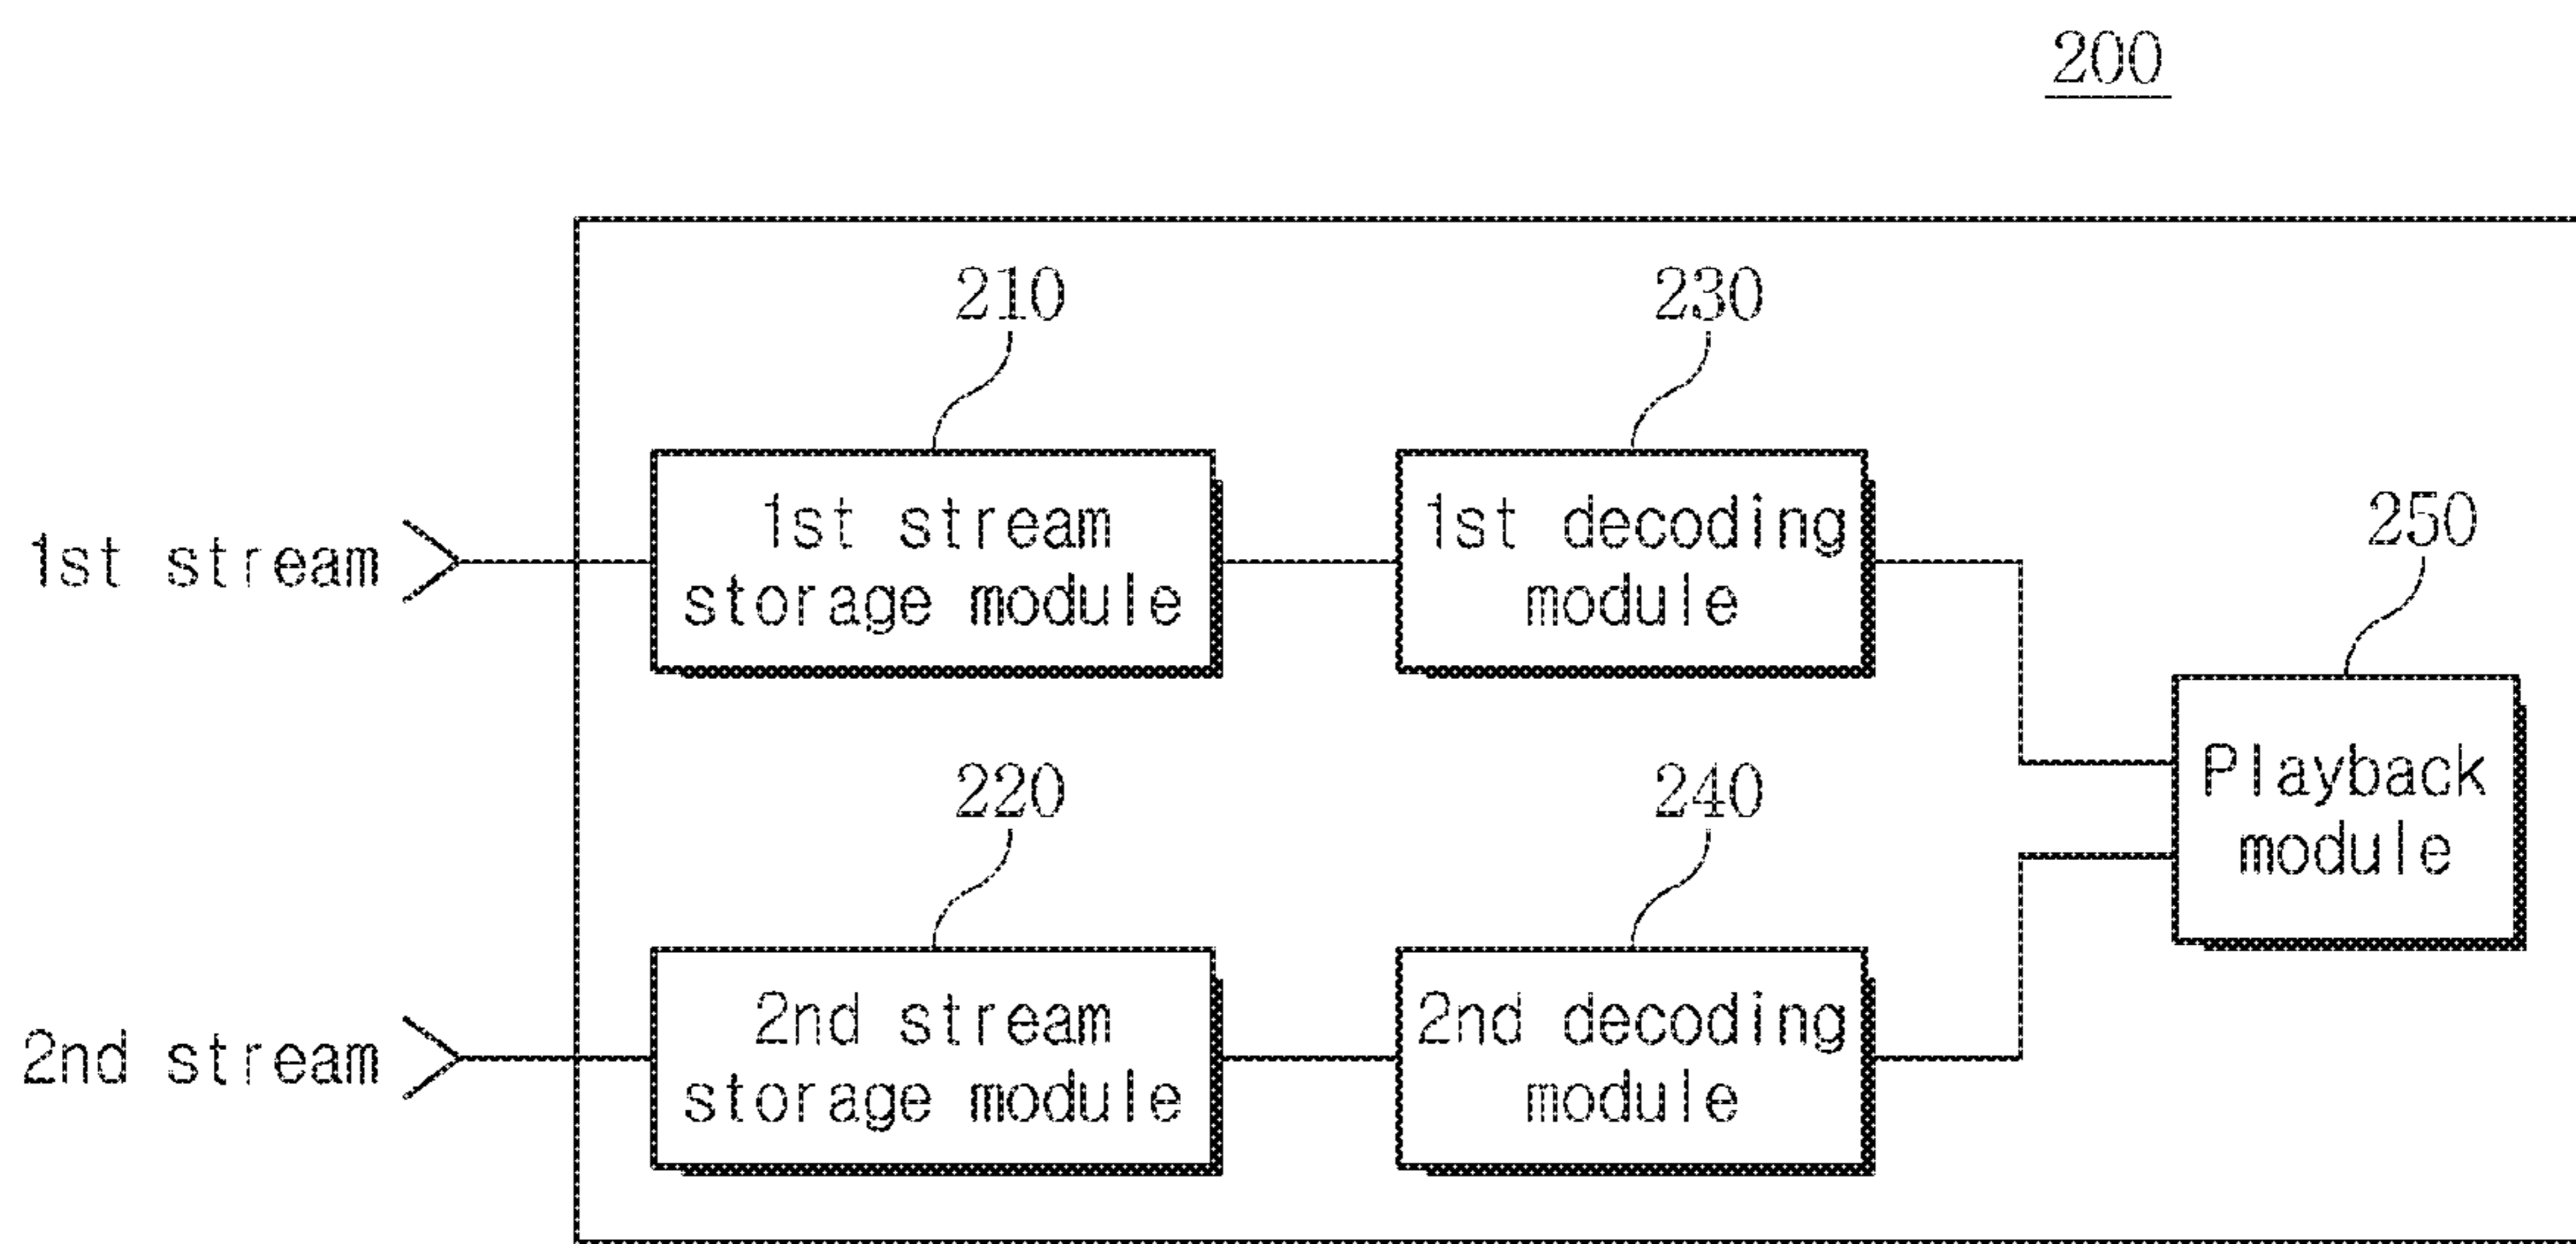 200
210
230
1st stream
1st stream
storage module
1st decoding
module
250
Playback
module
220
240
2nd stream
2nd stream
storage module
2nd decoding
module